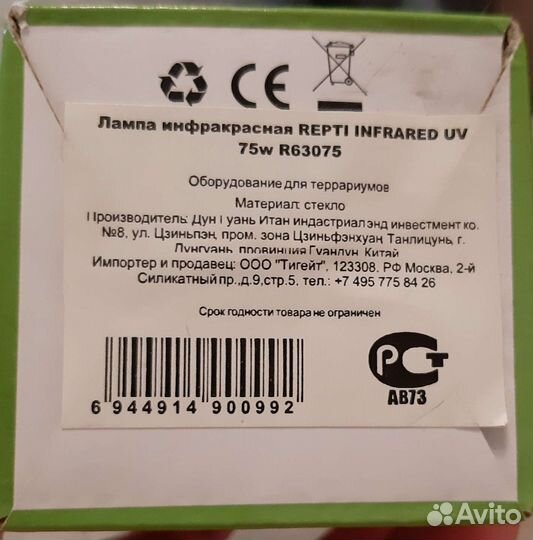 Лампа инфракрасная REPTI INFRARED UV
75w R63075
Оборудование для террариумов
Материал: стекло
Производитель: Дун Гуань Итан индастриал энд инвестмент ко.
№8, ул. Цзиньпэн, пром. зона Цзиньфэнхуан, Танлицунь, г.
Дунгуань, провинция Гуандун, Китай
Импортер и продавец: ООО "Тигейт", 123308, РФ Москва, 2-й
Силикатный пр.,д.9,стр.5, тел.: +7 495 775 84 26
Срок годности товара не ограничен
6 944914 900992
РСТ
АВ73
CE
Avito